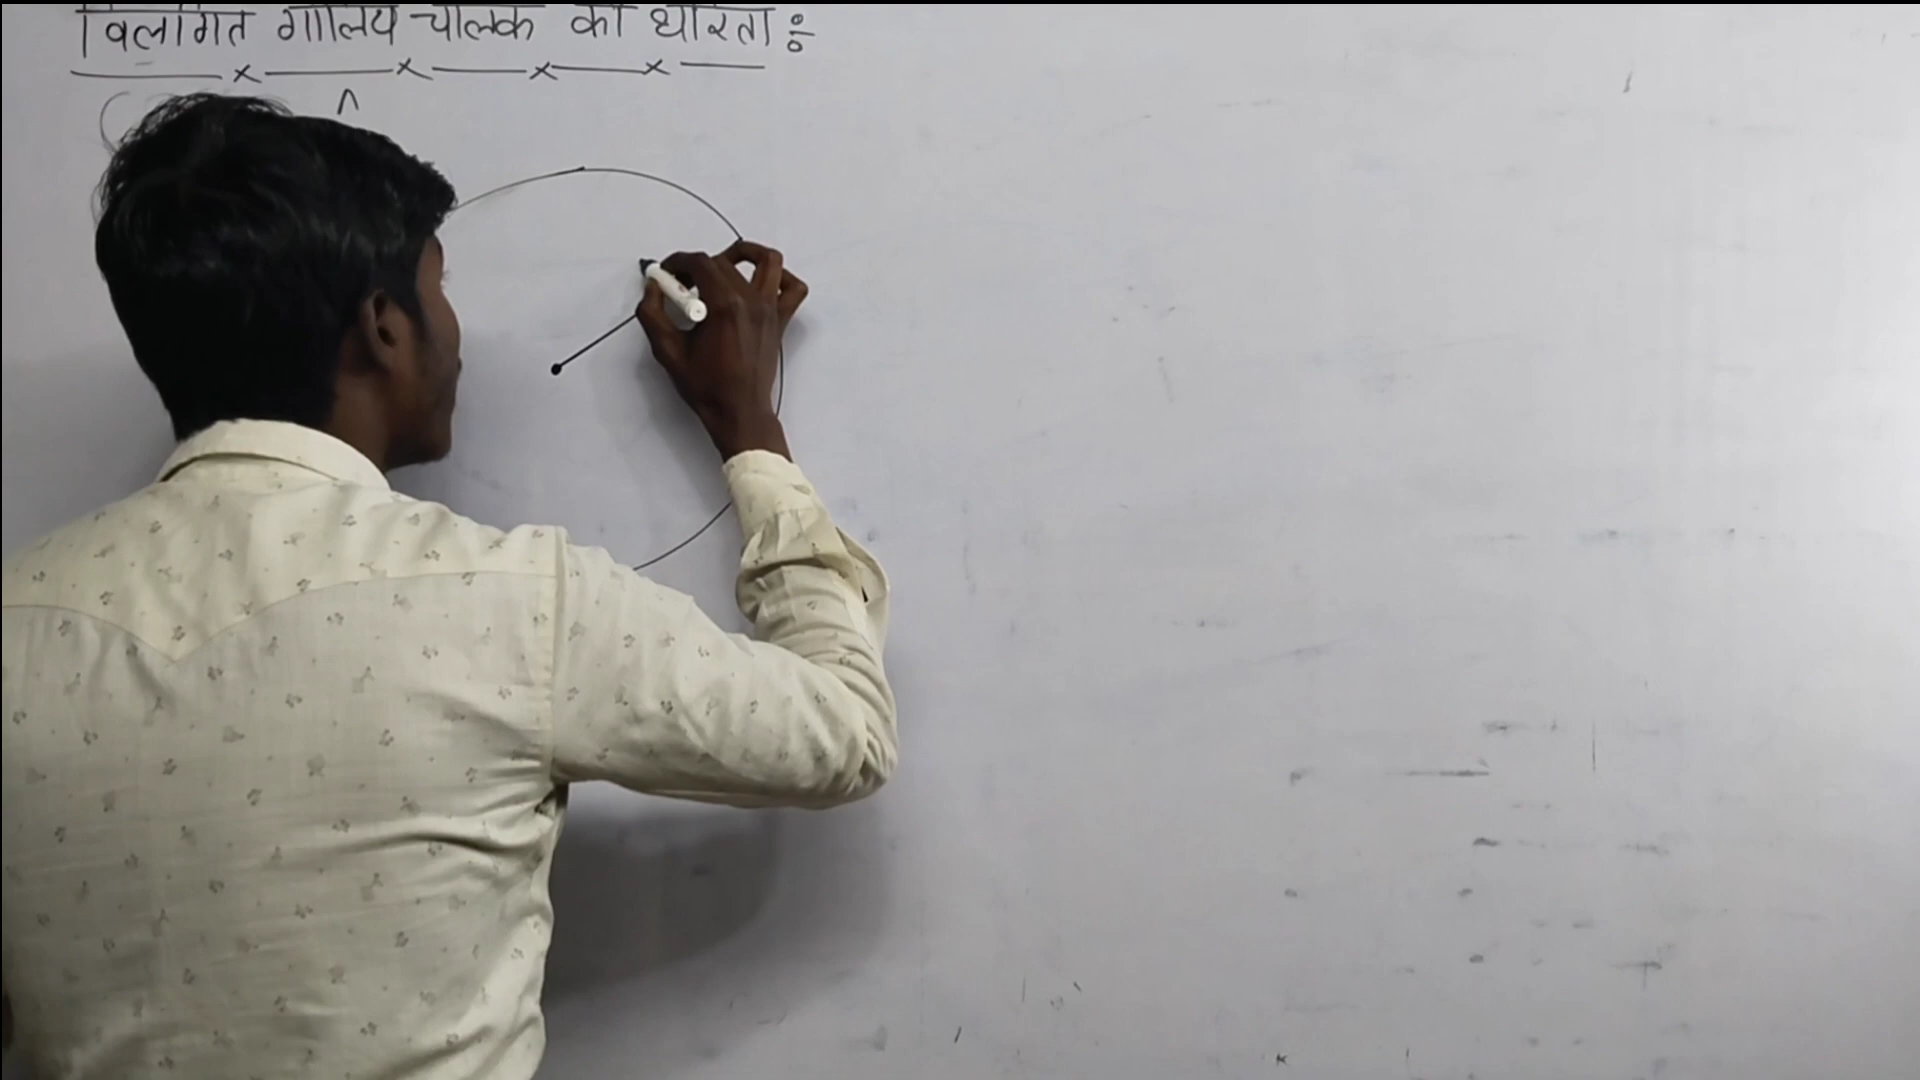 विलगित गोलिय चालक की धारिता :